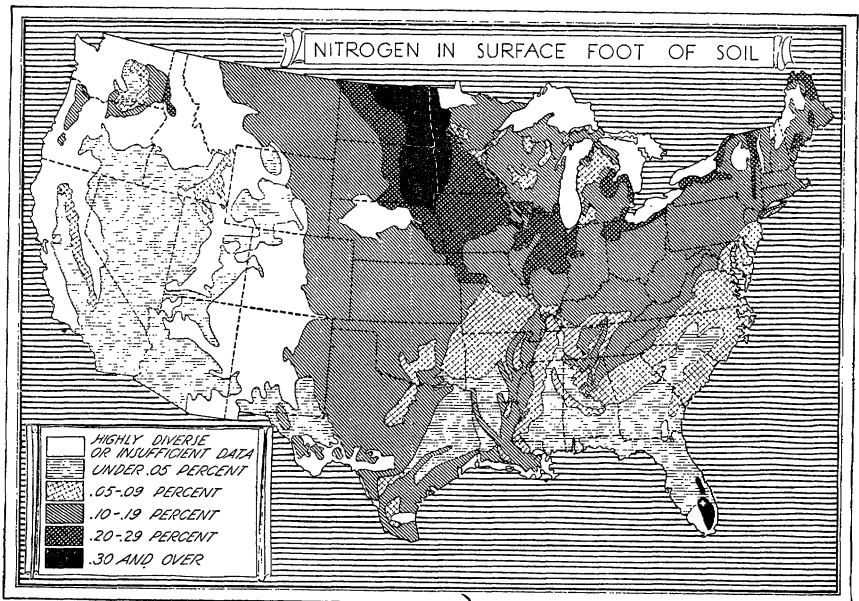 NITROGEN IN SURFACE FOOT OF SOIL
HIGHLY DIVERSE
OR INSUFFICIENT DATA
UNDER .05 PERCENT
.05-.09 PERCENT
.10-.19 PERCENT
.20-.29 PERCENT
.30 AND OVER